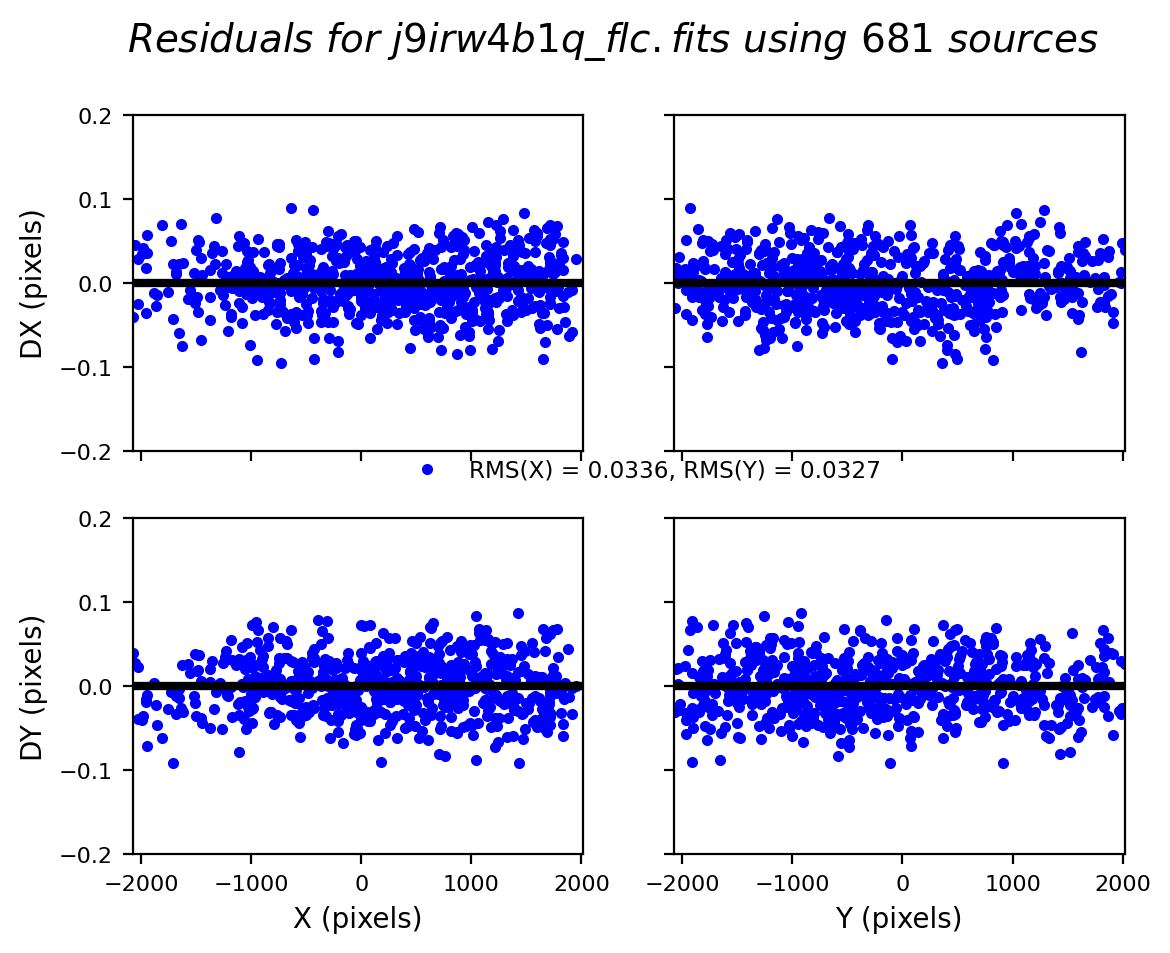 Residuals for j9irw4b1q_flc.fits using 681 sources
0.2
0.1
0.0
−0.1
−0.2
DX (pixels)
RMS(X) = 0.0336, RMS(Y) = 0.0327
0.2
0.1
0.0
−0.1
−0.2
DY (pixels)
−2000 −1000 0 1000 2000 −2000 −1000 0 1000 2000
X (pixels) Y (pixels)